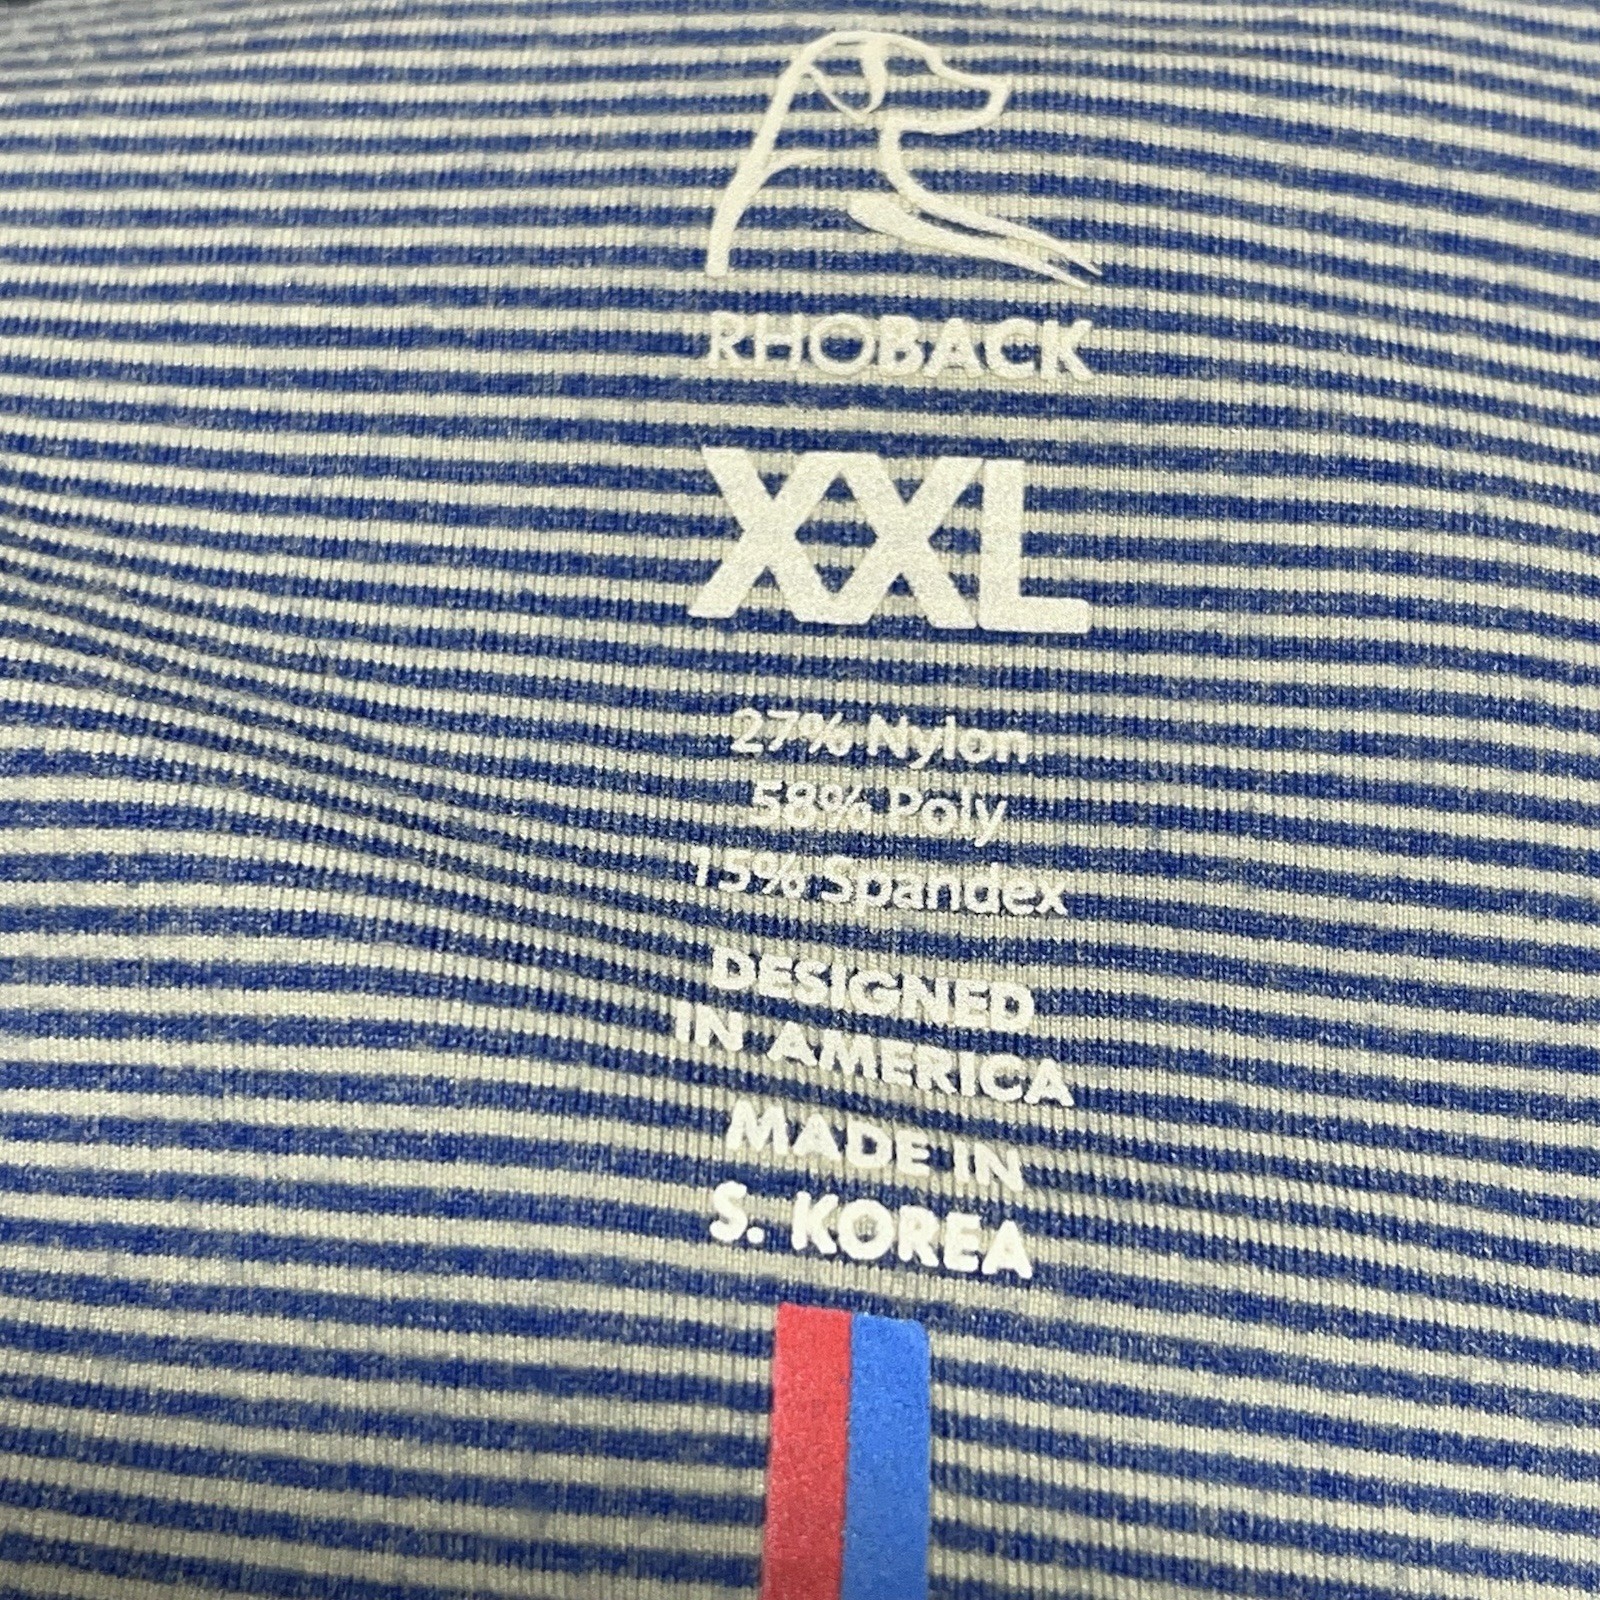 RHOBACK
XXL
27% Nylon
58% Poly
15% Spandex
DESIGNED
IN AMERICA
MADE IN
S. KOREA